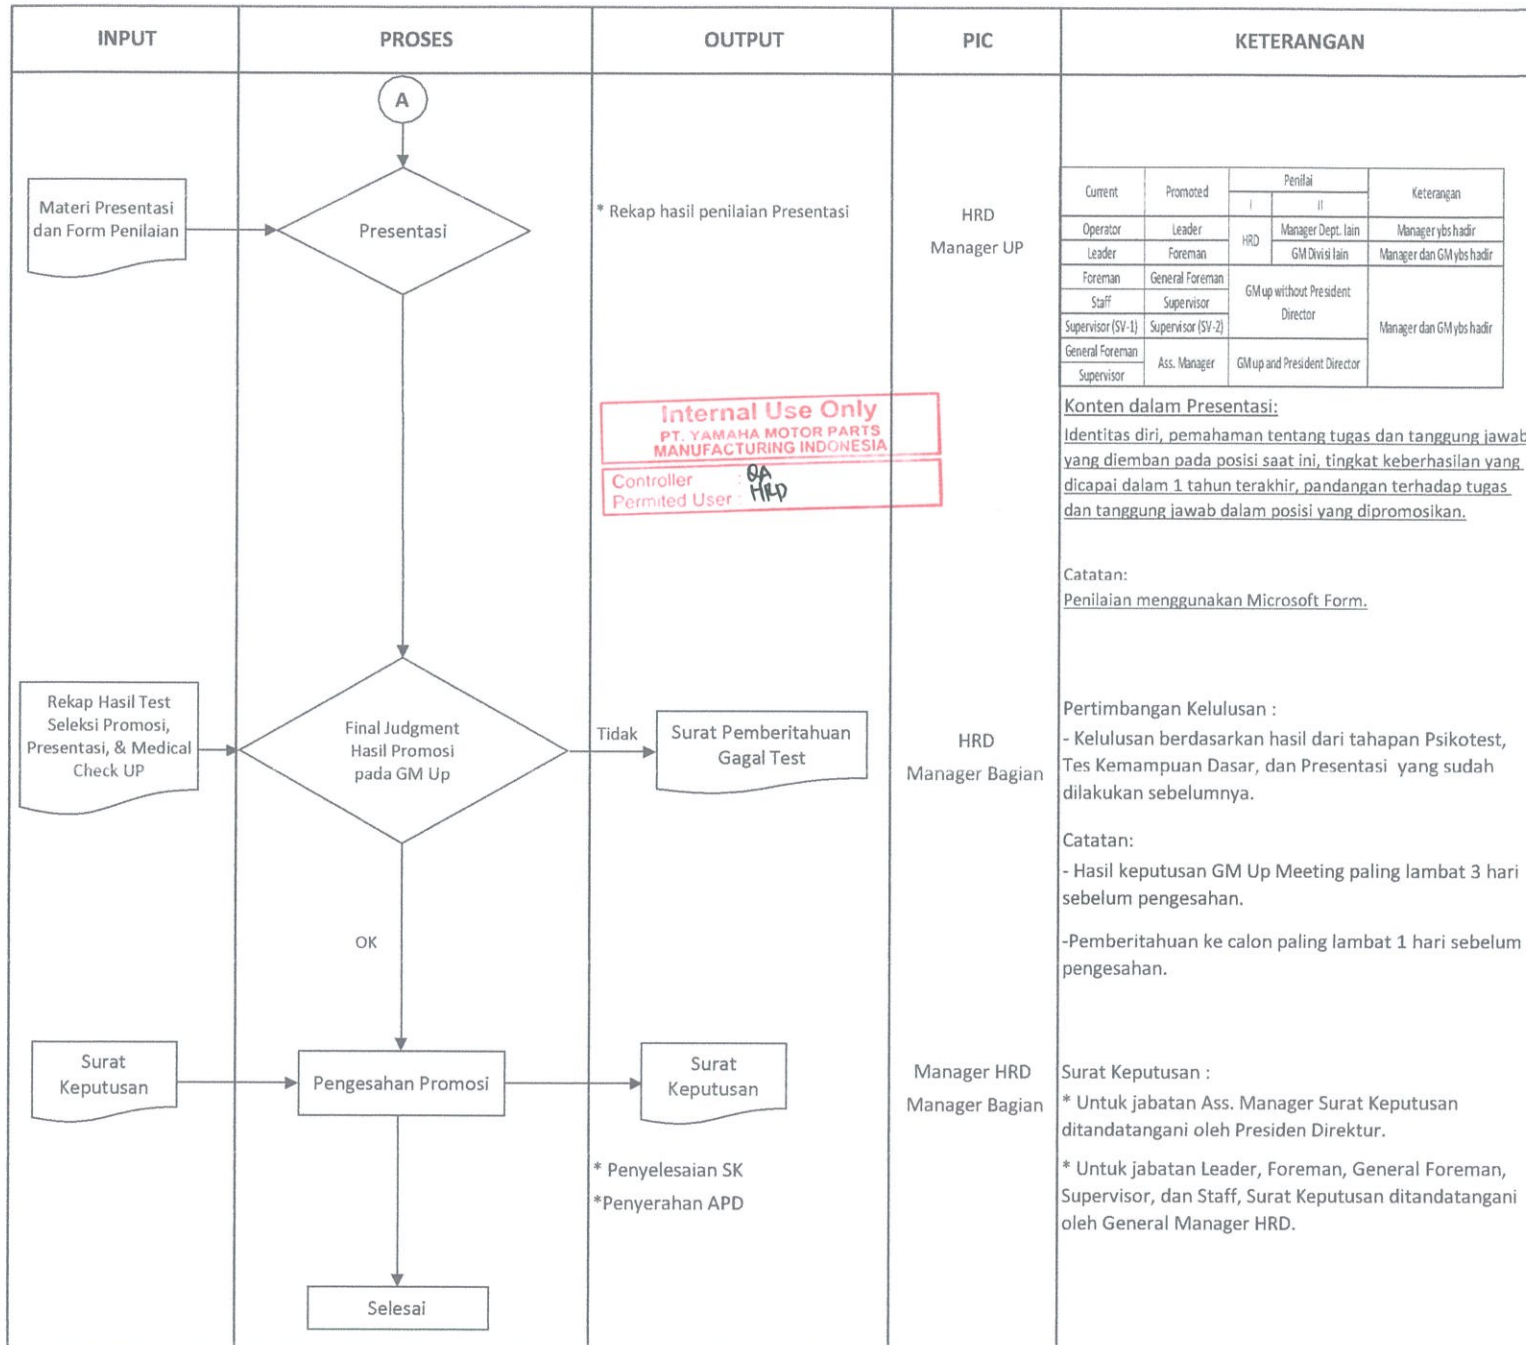 INPUT PROSES OUTPUT PIC KETERANGAN
A
Materi Presentasi
dan Form Penilaian
Presentasi
* Rekap hasil penilaian Presentasi
HRD
Manager UP
Current Promoted Penilai Keterangan
I II
Operator Leader HRD Manager Dept. lain Manager ybs hadir
Leader Foreman GM Divisi lain Manager dan GM ybs hadir
Foreman General Foreman GM up without President
Director
Staff Supervisor
Supervisor (SV-1) Supervisor (SV-2) Manager dan GM ybs hadir
General Foreman Ass. Manager GM up and President Director
Supervisor
Internal Use Only
PT. YAMAHA MOTOR PARTS
MANUFACTURING INDONESIA
Controller : QA
Permited User : HRD
Konten dalam Presentasi:
Identitas diri, pemahaman tentang tugas dan tanggung jawab
yang diemban pada posisi saat ini, tingkat keberhasilan yang
dicapai dalam 1 tahun terakhir, pandangan terhadap tugas
dan tanggung jawab dalam posisi yang dipromosikan.
Catatan:
Penilaian menggunakan Microsoft Form.
Rekap Hasil Test
Seleksi Promosi,
Presentasi, & Medical
Check UP
Final Judgment
Hasil Promosi
pada GM Up
Tidak
Surat Pemberitahuan
Gagal Test
HRD
Manager Bagian
Pertimbangan Kelulusan :
- Kelulusan berdasarkan hasil dari tahapan Psikotest,
Tes Kemampuan Dasar, dan Presentasi yang sudah
dilakukan sebelumnya.
Catatan:
- Hasil keputusan GM Up Meeting paling lambat 3 hari
sebelum pengesahan.
-Pemberitahuan ke calon paling lambat 1 hari sebelum
pengesahan.
OK
Surat
Keputusan
Pengesahan Promosi
Surat
Keputusan
* Penyelesaian SK
*Penyerahan APD
Manager HRD
Manager Bagian
Surat Keputusan :
* Untuk jabatan Ass. Manager Surat Keputusan
ditandatangani oleh Presiden Direktur.
* Untuk jabatan Leader, Foreman, General Foreman,
Supervisor, dan Staff, Surat Keputusan ditandatangani
oleh General Manager HRD.
Selesai